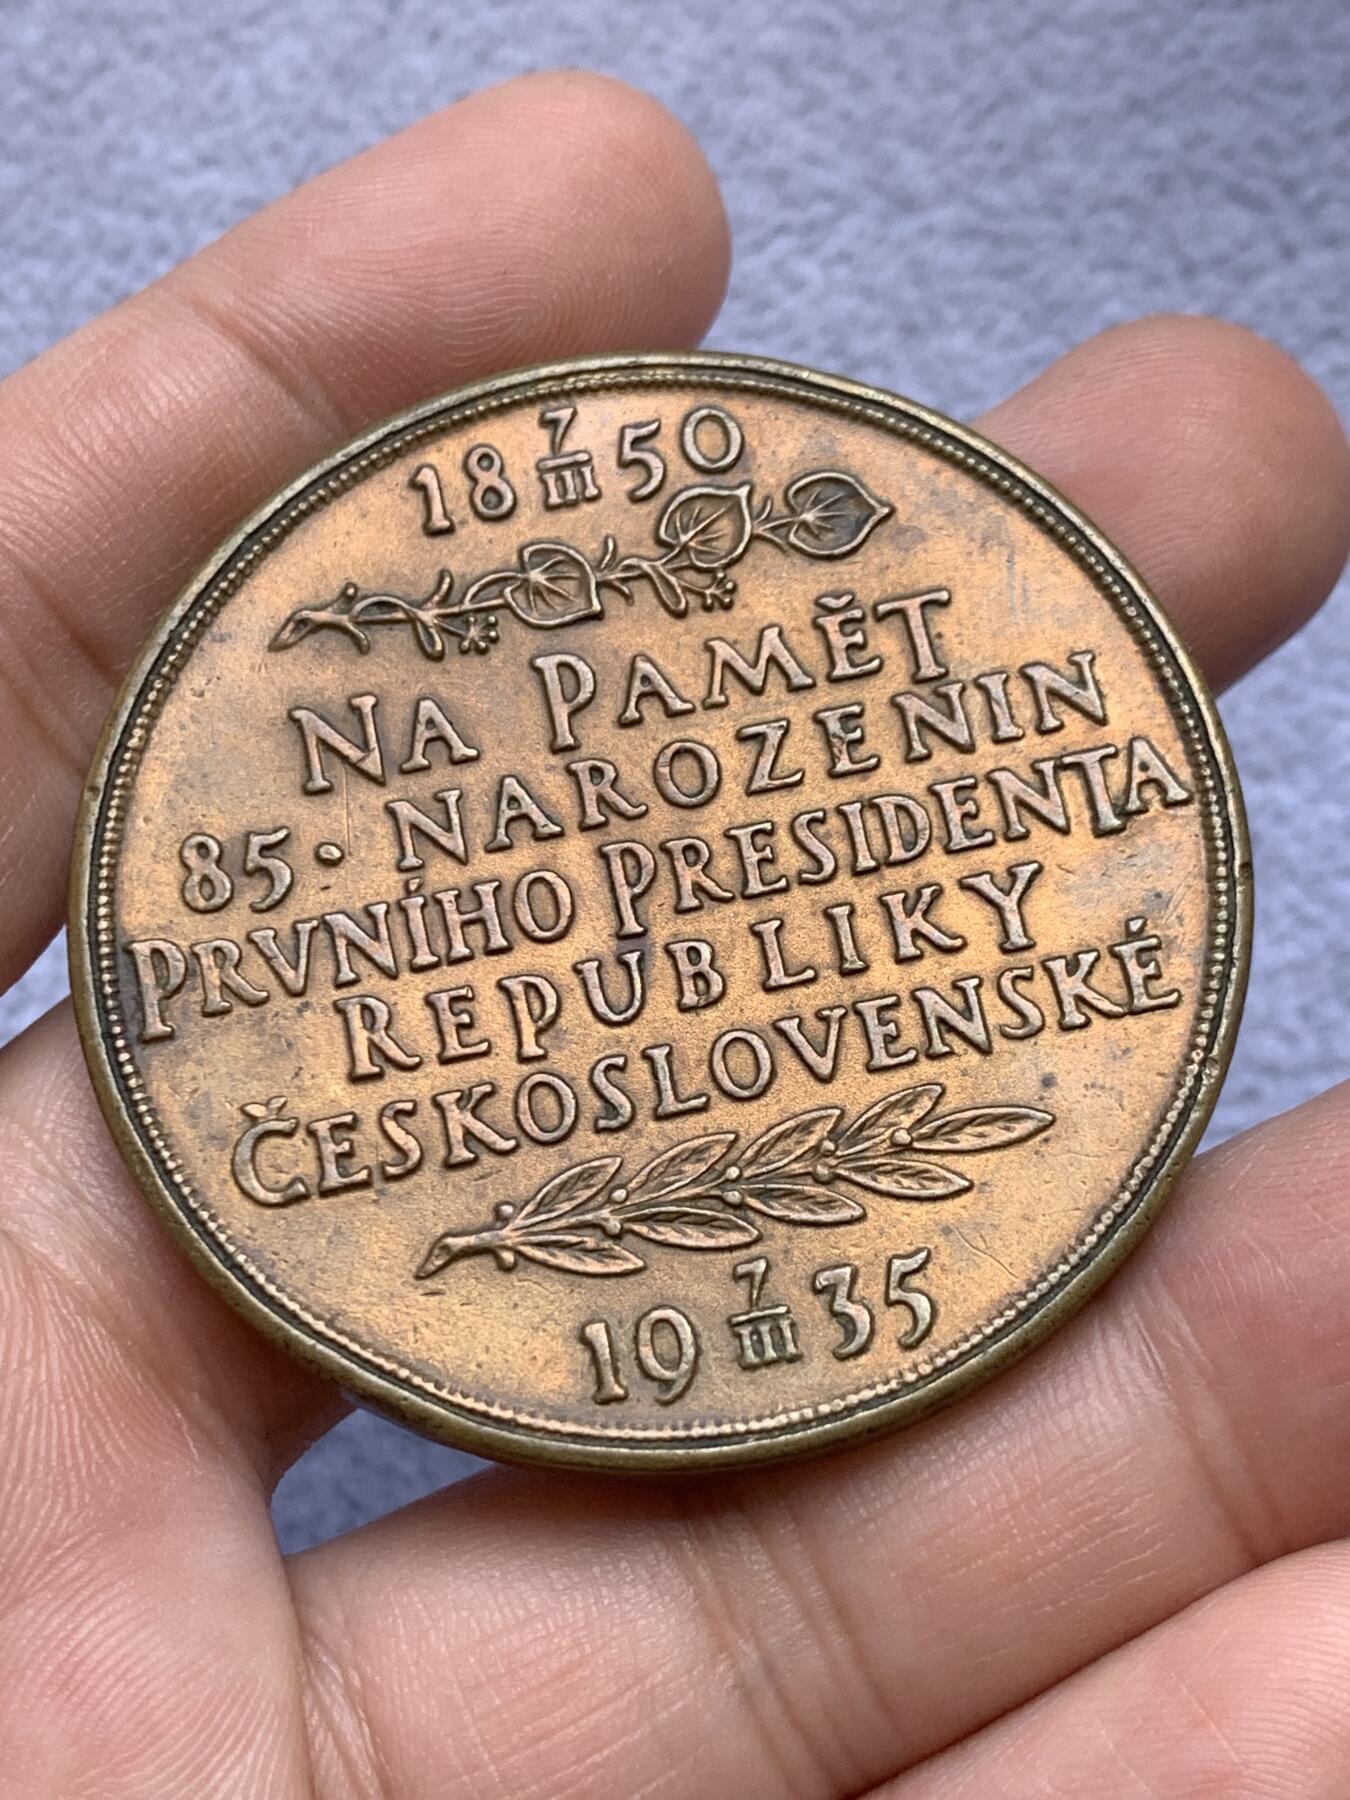 18 7/III 50
NA PAMĚT
85. NAROZENIN
PRVNÍHO PRESIDENTA
REPUBLIKY
ČESKOSLOVENSKÉ
19 7/III 35